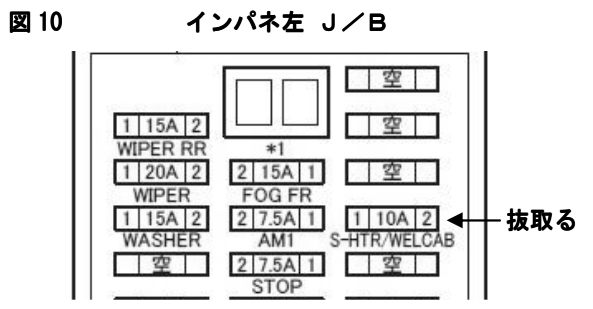 図10 インパネ左 J／B
空
1 15A 2 空
WIPER RR *1
1 20A 2 2 15A 1 空
WIPER FOG FR
1 15A 2 2 7.5A 1 1 10A 2 抜取る
WASHER AM1 S-HTR/WELCAB
空 2 7.5A 1 空
STOP